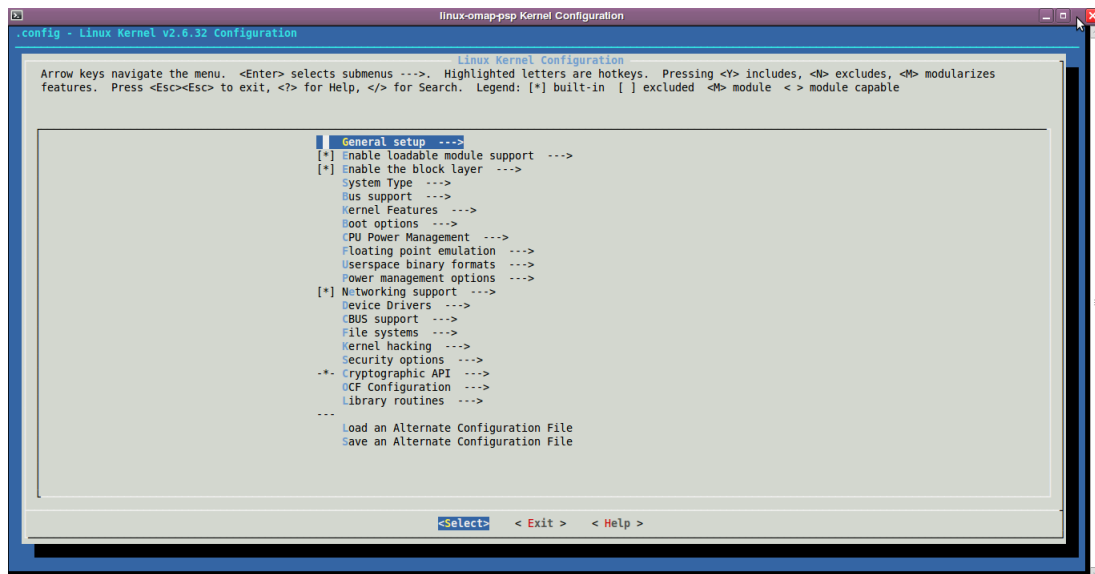 linux-omap-psp Kernel Configuration
.config - Linux Kernel v2.6.32 Configuration
Linux Kernel Configuration
Arrow keys navigate the menu. <Enter> selects submenus --->. Highlighted letters are hotkeys. Pressing <Y> includes, <N> excludes, <M> modularizes
features. Press <Esc><Esc> to exit, <?> for Help, </> for Search. Legend: [*] built-in [ ] excluded <M> module < > module capable
General setup --->
[*] Enable loadable module support --->
[*] Enable the block layer --->
System Type --->
Bus support --->
Kernel Features --->
Boot options --->
CPU Power Management --->
Floating point emulation --->
Userspace binary formats --->
Power management options --->
[*] Networking support --->
Device Drivers --->
CBUS support --->
File systems --->
Kernel hacking --->
Security options --->
-*- Cryptographic API --->
OCF Configuration --->
Library routines --->
---
Load an Alternate Configuration File
Save an Alternate Configuration File
<Select> < Exit > < Help >